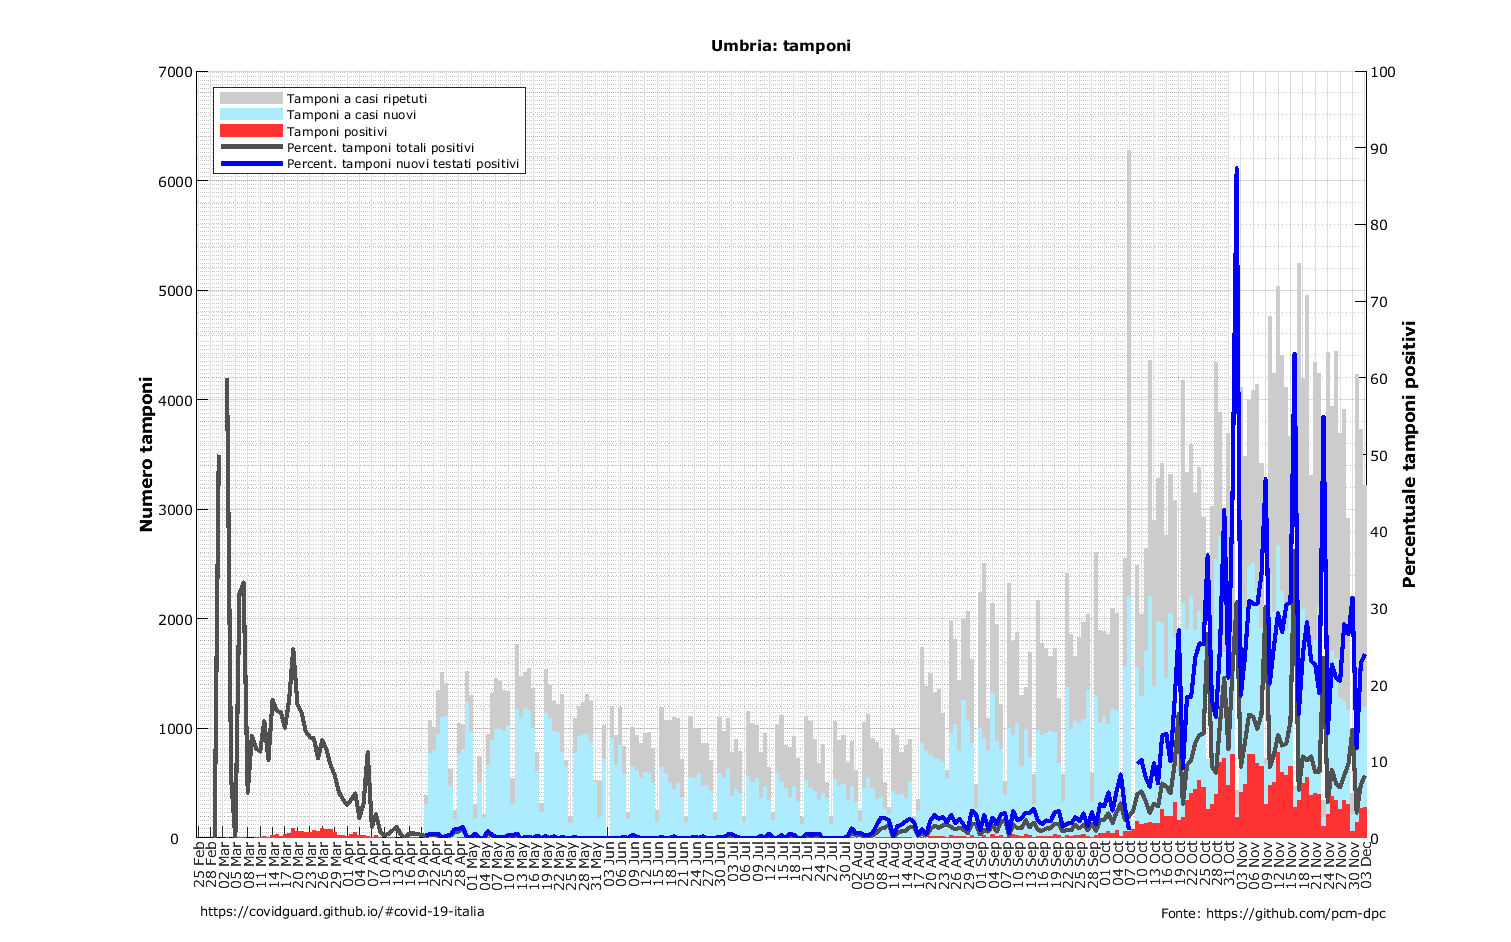 Umbria: tamponi
Tamponi a casi ripetuti
Tamponi a casi nuovi
Tamponi positivi
Percent. tamponi totali positivi
Percent. tamponi nuovi testati positivi
Numero tamponi
7000
6000
5000
4000
3000
2000
1000
0
100
90
80
70
60
50
40
30
20
10
0
Percentuale tamponi positivi
25 Feb
28 Feb
02 Mar
05 Mar
08 Mar
11 Mar
14 Mar
17 Mar
20 Mar
23 Mar
26 Mar
29 Mar
01 Apr
04 Apr
07 Apr
10 Apr
13 Apr
16 Apr
19 Apr
22 Apr
25 Apr
28 Apr
01 May
04 May
07 May
10 May
13 May
16 May
19 May
22 May
25 May
28 May
31 May
03 Jun
06 Jun
09 Jun
12 Jun
15 Jun
18 Jun
21 Jun
24 Jun
27 Jun
30 Jun
03 Jul
06 Jul
09 Jul
12 Jul
15 Jul
18 Jul
21 Jul
24 Jul
27 Jul
30 Jul
02 Aug
05 Aug
08 Aug
11 Aug
14 Aug
17 Aug
20 Aug
23 Aug
26 Aug
29 Aug
01 Sep
04 Sep
07 Sep
10 Sep
13 Sep
16 Sep
19 Sep
22 Sep
25 Sep
28 Sep
01 Oct
04 Oct
07 Oct
10 Oct
13 Oct
16 Oct
19 Oct
22 Oct
25 Oct
28 Oct
31 Oct
03 Nov
06 Nov
09 Nov
12 Nov
15 Nov
18 Nov
21 Nov
24 Nov
27 Nov
30 Nov
03 Dec
https://covidguard.github.io/#covid-19-italia
Fonte: https://github.com/pcm-dpc